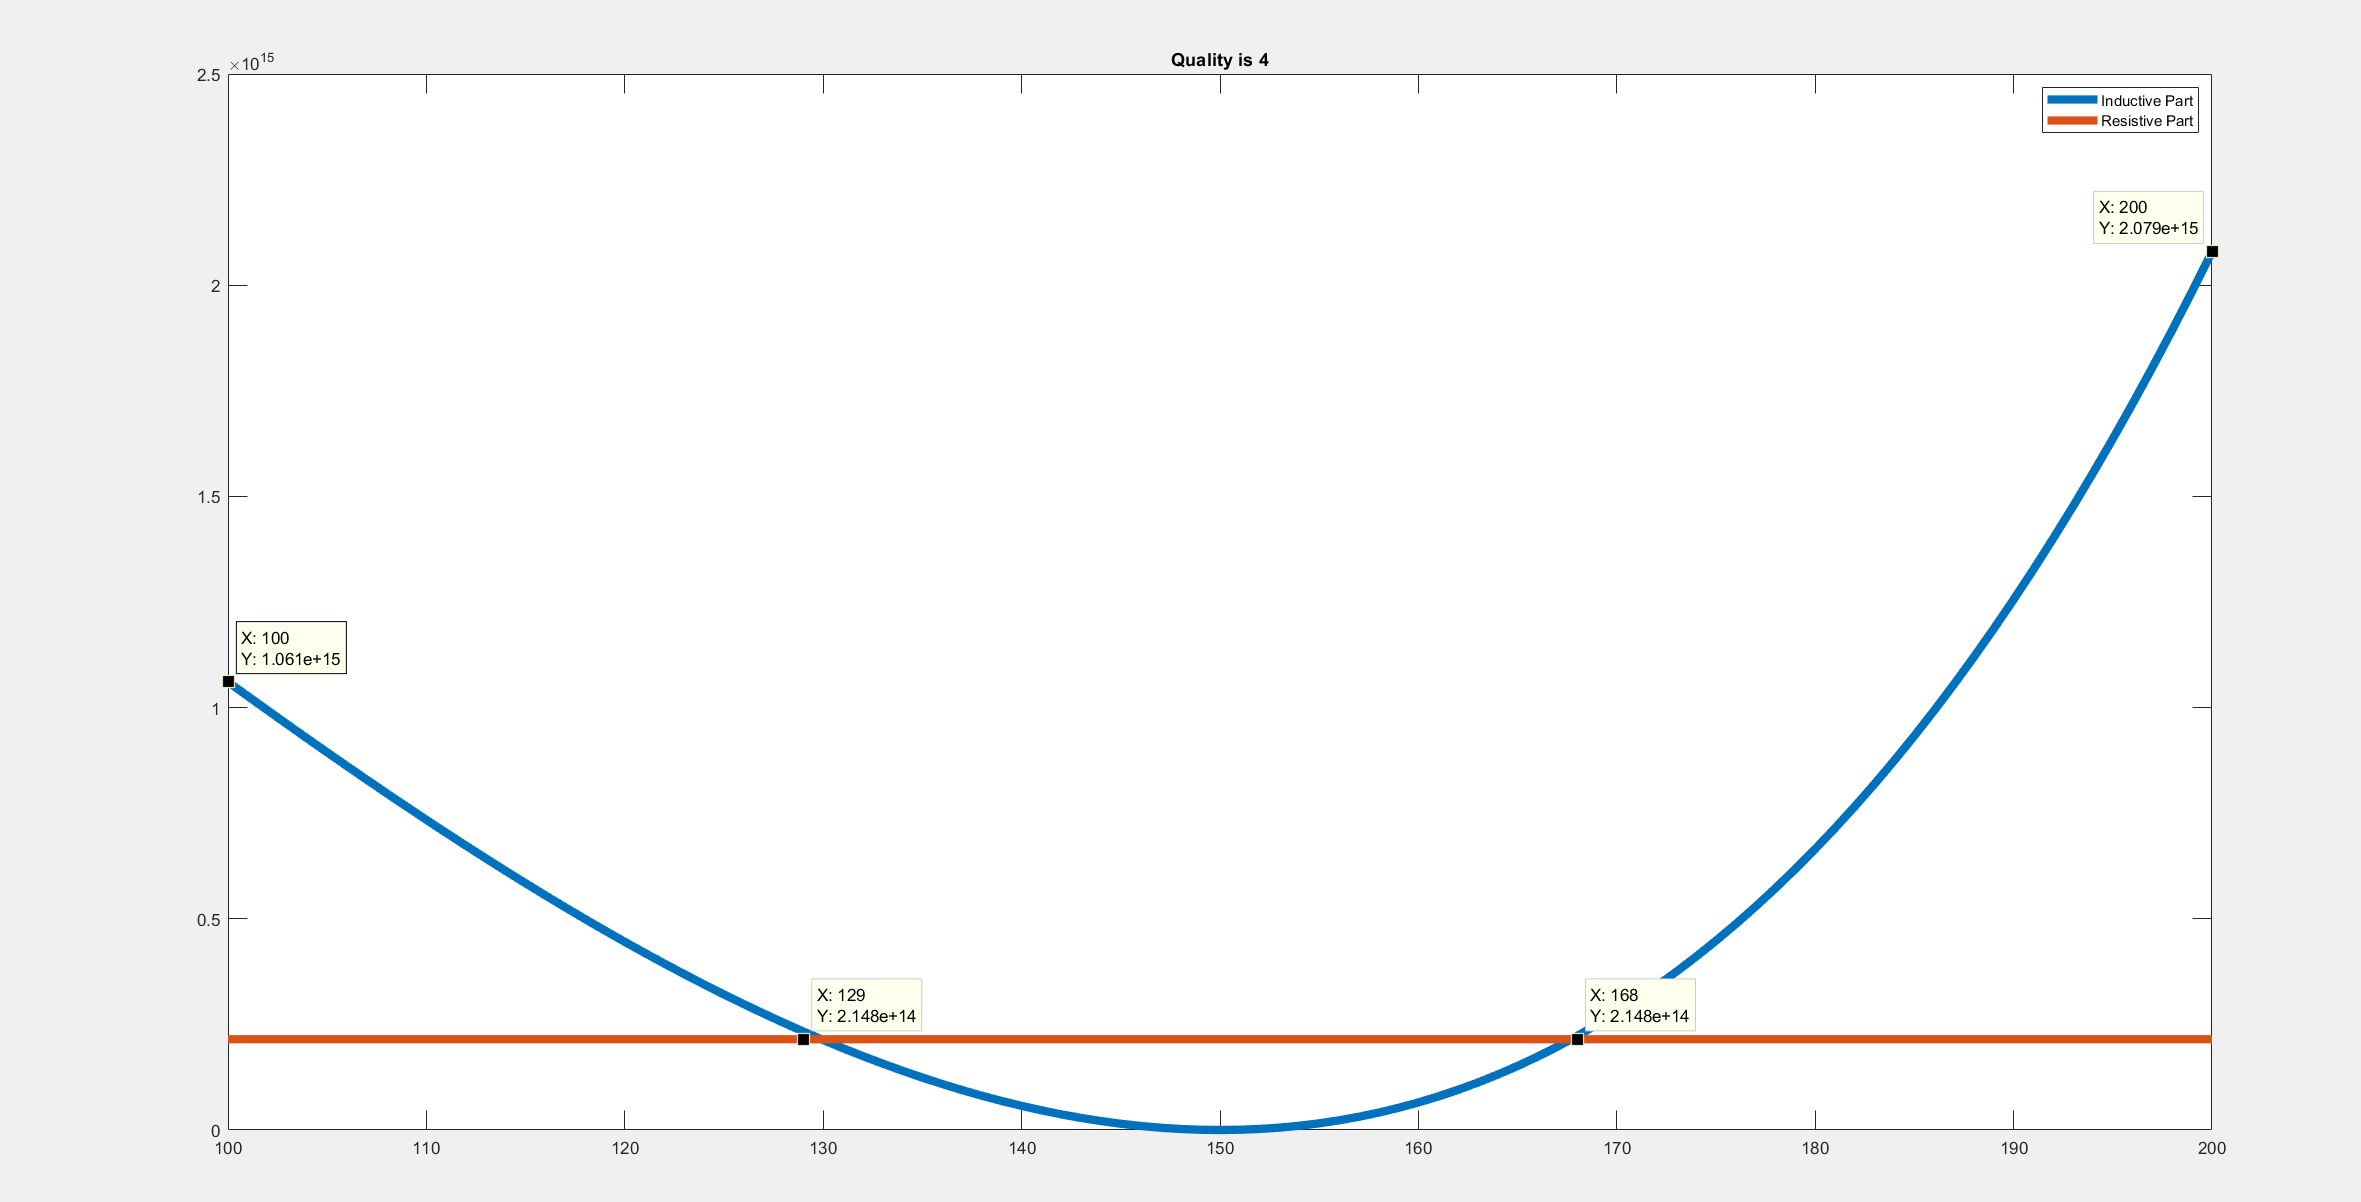 Quality is 4
×10^15
2.5
2
1.5
1
0.5
0
100
110
120
130
140
150
160
170
180
190
200
Inductive Part
Resistive Part
X: 200
Y: 2.079e+15
X: 100
Y: 1.061e+15
X: 129
Y: 2.148e+14
X: 168
Y: 2.148e+14